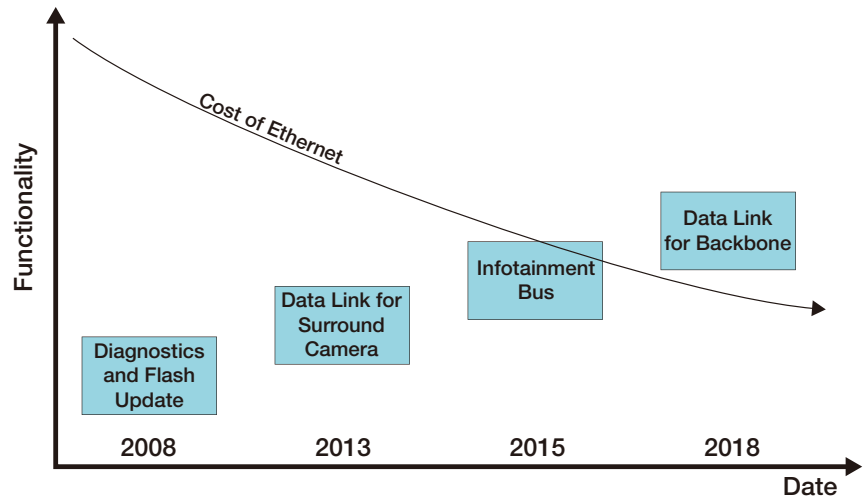 Functionality
Cost of Ethernet
Diagnostics
and Flash
Update
Data Link for
Surround
Camera
Infotainment
Bus
Data Link
for Backbone
2008
2013
2015
2018
Date